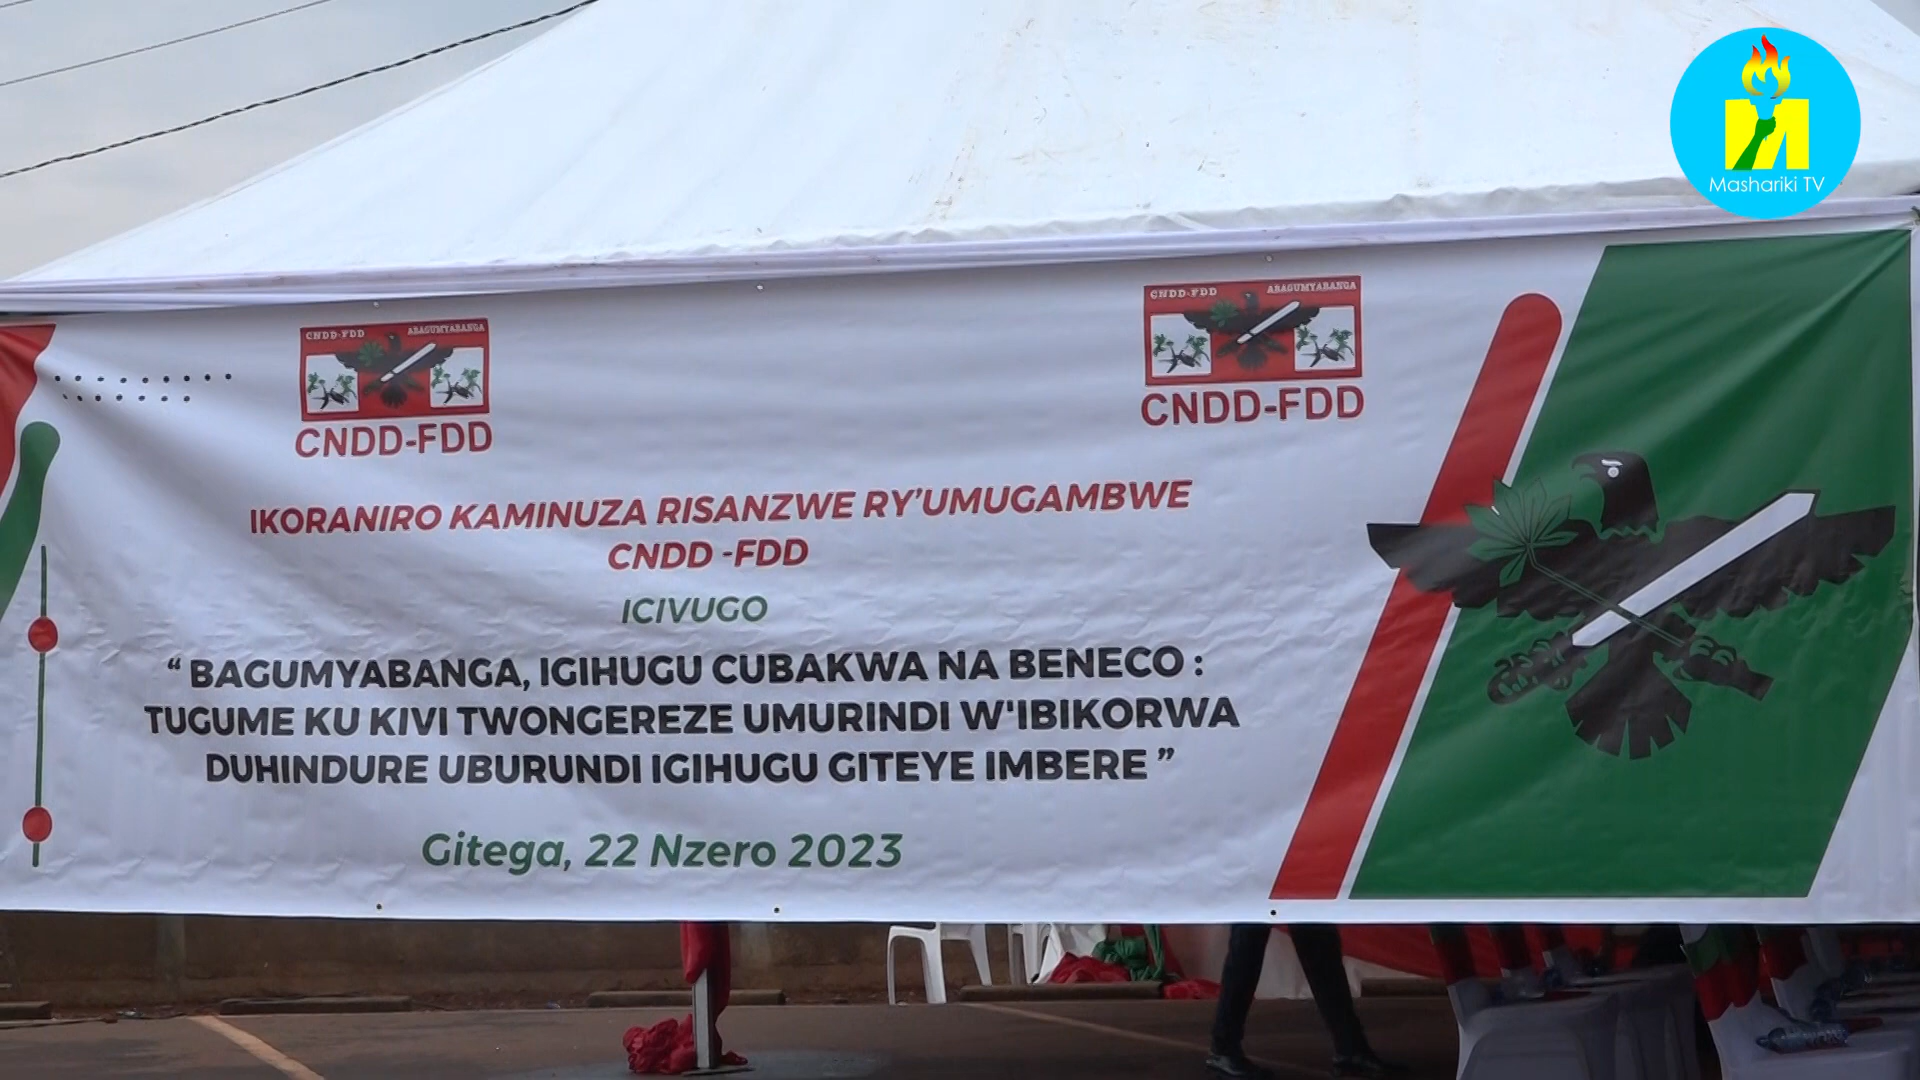 Mashariki TV
CNDD-FDD ABAGUMYABANGA
CNDD-FDD
CNDD-FDD ABAGUMYABANGA
CNDD-FDD
IKORANIRO KAMINUZA RISANZWE RY'UMUGAMBWE
CNDD -FDD
ICIVUGO
“ BAGUMYABANGA, IGIHUGU CUBAKWA NA BENECO :
TUGUME KU KIVI TWONGEREZE UMURINDI W'IBIKORWA
DUHINDURE UBURUNDI IGIHUGU GITEYE IMBERE ”
Gitega, 22 Nzero 2023